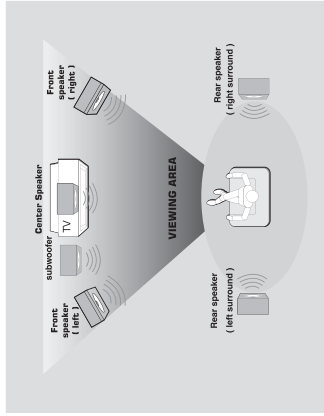 Front
speaker
( right )
Center Speaker
TV
subwoofer
Front
speaker
( left )
VIEWING AREA
Rear speaker
( right surround )
Rear speaker
( left surround )